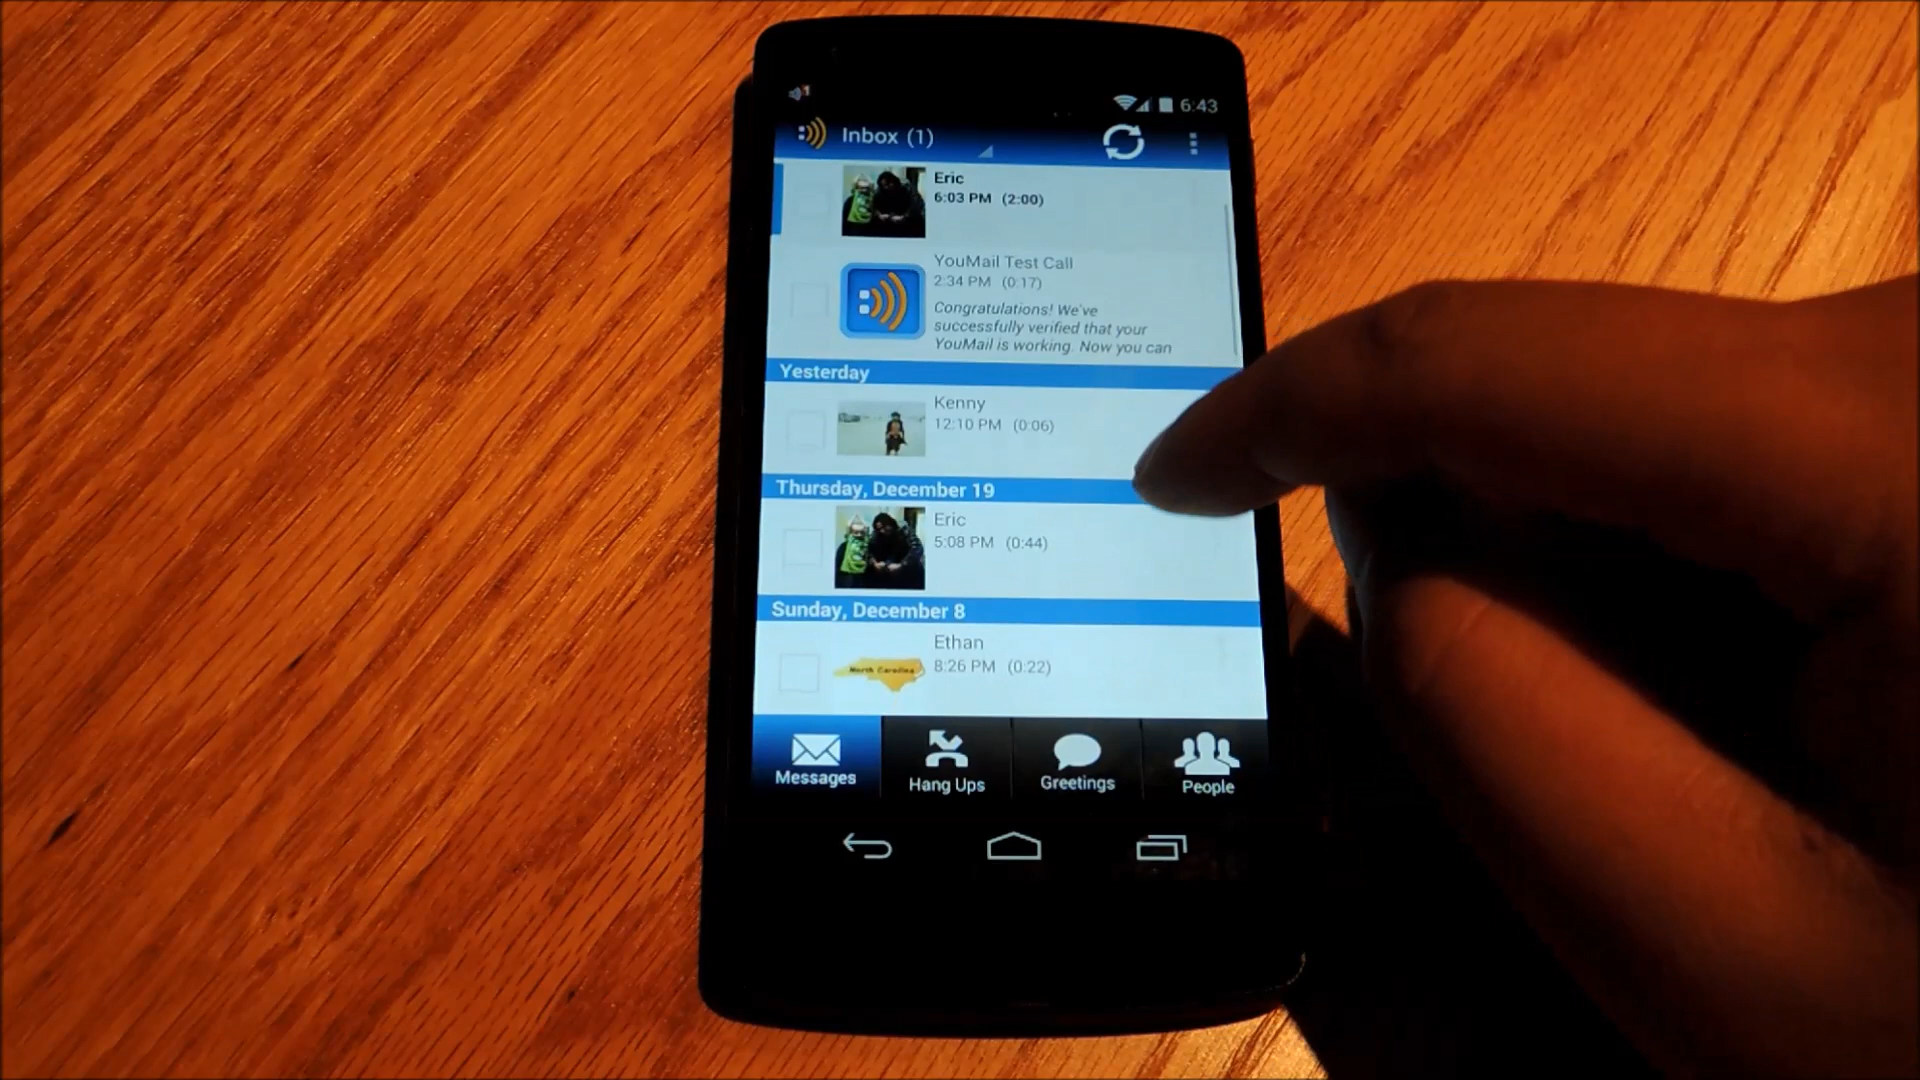 6:43
Inbox (1)
Eric
6:03 PM (2:00)
YouMail Test Call
2:34 PM (0:17)
Congratulations! We've
successfully verified that your
YouMail is working. Now you can
Yesterday
Kenny
12:10 PM (0:06)
Thursday, December 19
Eric
5:08 PM (0:44)
Sunday, December 8
Ethan
North Carolina
8:26 PM (0:22)
Messages
Hang Ups
Greetings
People